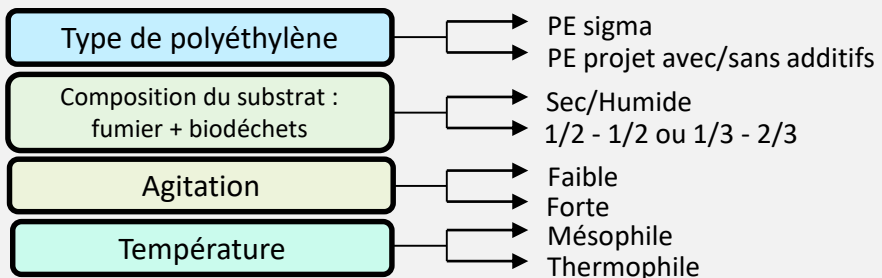 Type de polyéthylène
PE sigma
PE projet avec/sans additifs
Composition du substrat :
fumier + biodéchets
Sec/Humide
1/2 - 1/2 ou 1/3 - 2/3
Agitation
Faible
Forte
Température
Mésophile
Thermophile